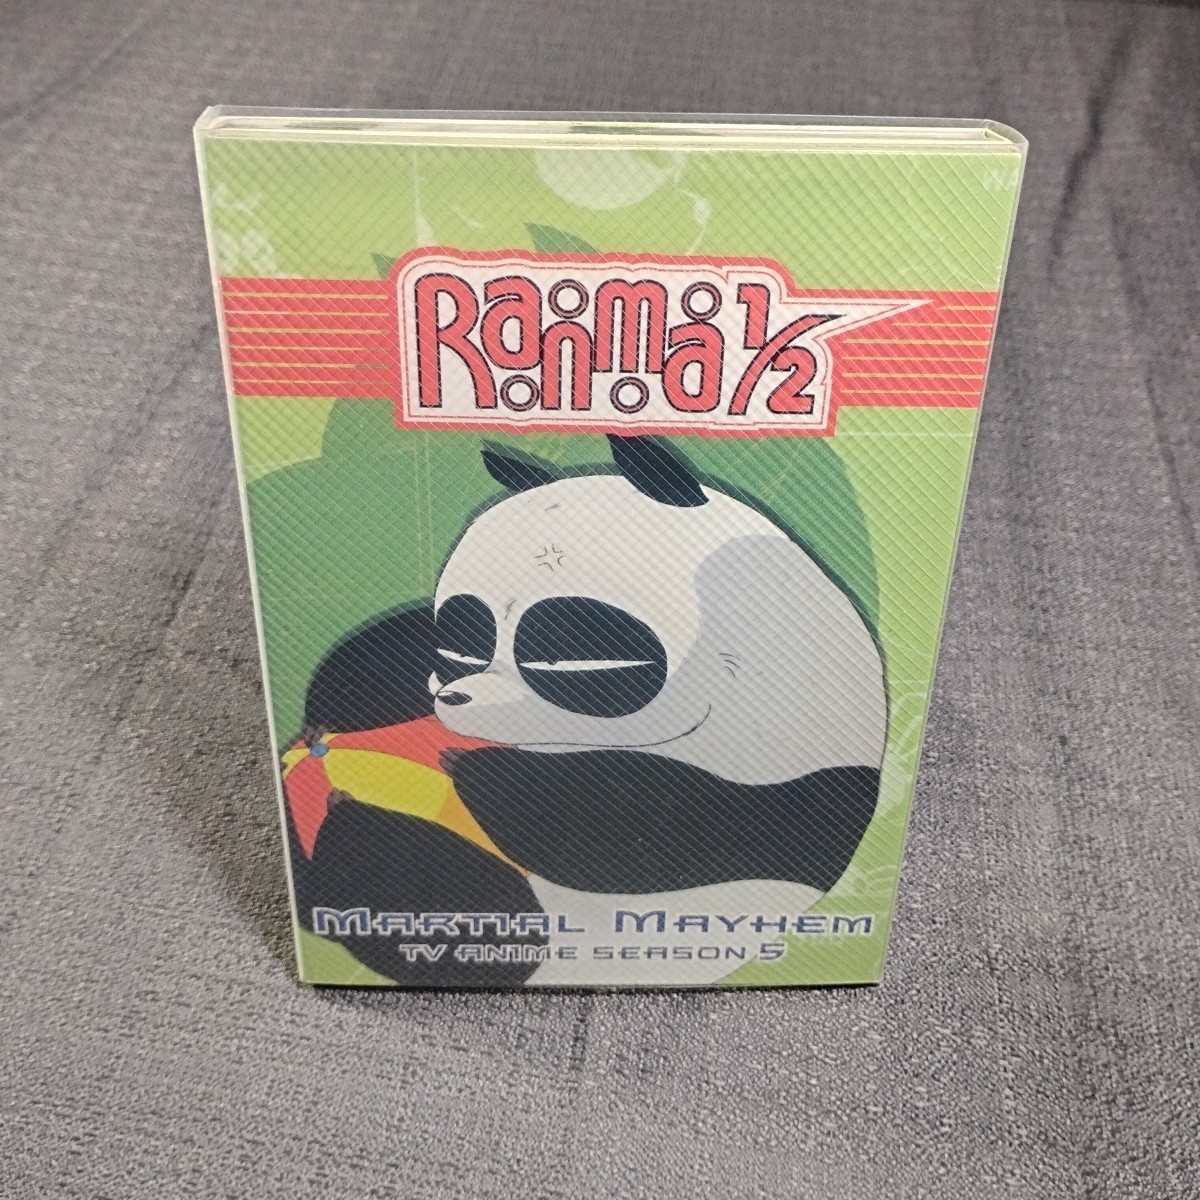 Ranma ½
MARTIAL MAYHEM
TV ANIME SEASON 5